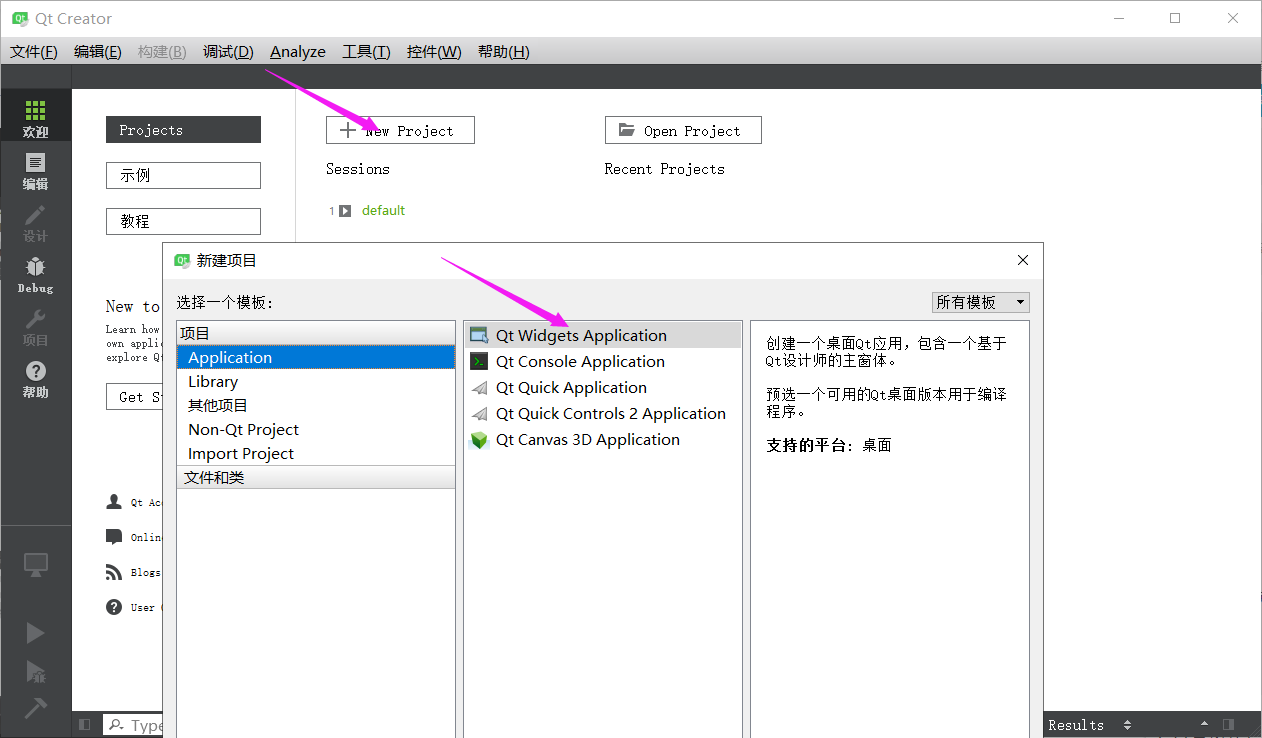 Qt Creator
文件(F) 编辑(E) 构建(B) 调试(D) Analyze 工具(T) 控件(W) 帮助(H)
欢迎
编辑
设计
Debug
项目
帮助
Projects
示例
教程
New Project
Open Project
Sessions
Recent Projects
1 default
New to
Learn how
own appli
explore Qt
Get St
Qt Acc
Online
Blogs
User
新建项目
选择一个模板:
所有模板
项目
Application
Library
其他项目
Non-Qt Project
Import Project
文件和类
Qt Widgets Application
Qt Console Application
Qt Quick Application
Qt Quick Controls 2 Application
Qt Canvas 3D Application
创建一个桌面Qt应用，包含一个基于
Qt设计师的主窗体。
预选一个可用的Qt桌面版本用于编译
程序。
支持的平台: 桌面
Type
Results